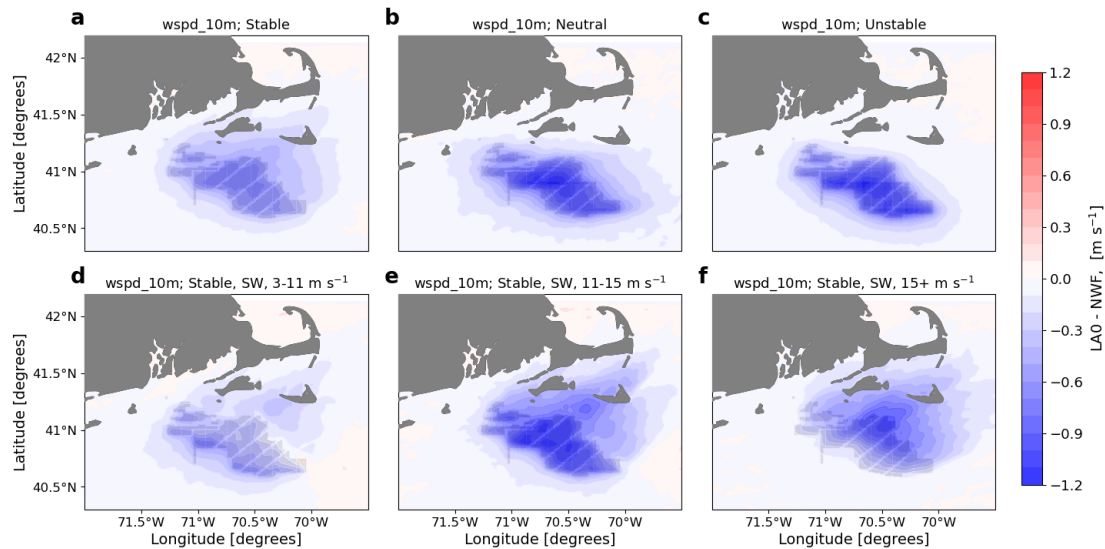 a
wspd_10m; Stable
b
wspd_10m; Neutral
c
wspd_10m; Unstable
42°N
41.5°N
41°N
40.5°N
Latitude [degrees]
d
wspd_10m; Stable, SW, 3-11 m s⁻¹
e
wspd_10m; Stable, SW, 11-15 m s⁻¹
f
wspd_10m; Stable, SW, 15+ m s⁻¹
42°N
41.5°N
41°N
40.5°N
Latitude [degrees]
71.5°W 71°W 70.5°W 70°W
Longitude [degrees]
71.5°W 71°W 70.5°W 70°W
Longitude [degrees]
71.5°W 71°W 70.5°W 70°W
Longitude [degrees]
1.2
0.9
0.6
0.3
0.0
−0.3
−0.6
−0.9
−1.2
LA0 - NWF, [m s⁻¹]